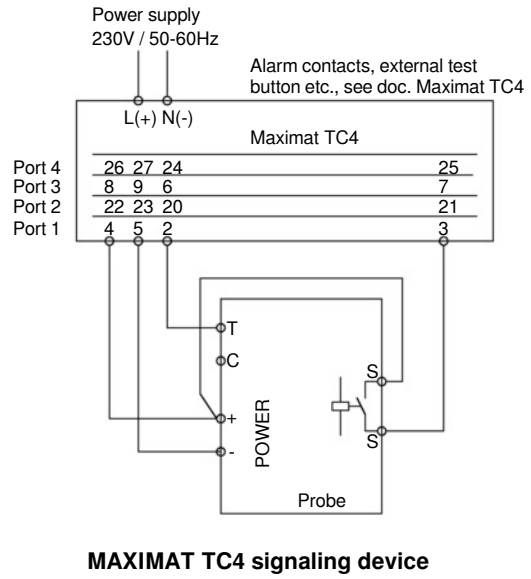 Power supply
230V / 50-60Hz
Alarm contacts, external test
button etc., see doc. Maximat TC4
L(+) N(-)
Maximat TC4
Port 4 26 27 24 25
Port 3 8 9 6 7
Port 2 22 23 20 21
Port 1 4 5 2 3
T
C
S
+
POWER
S
-
Probe
MAXIMAT TC4 signaling device